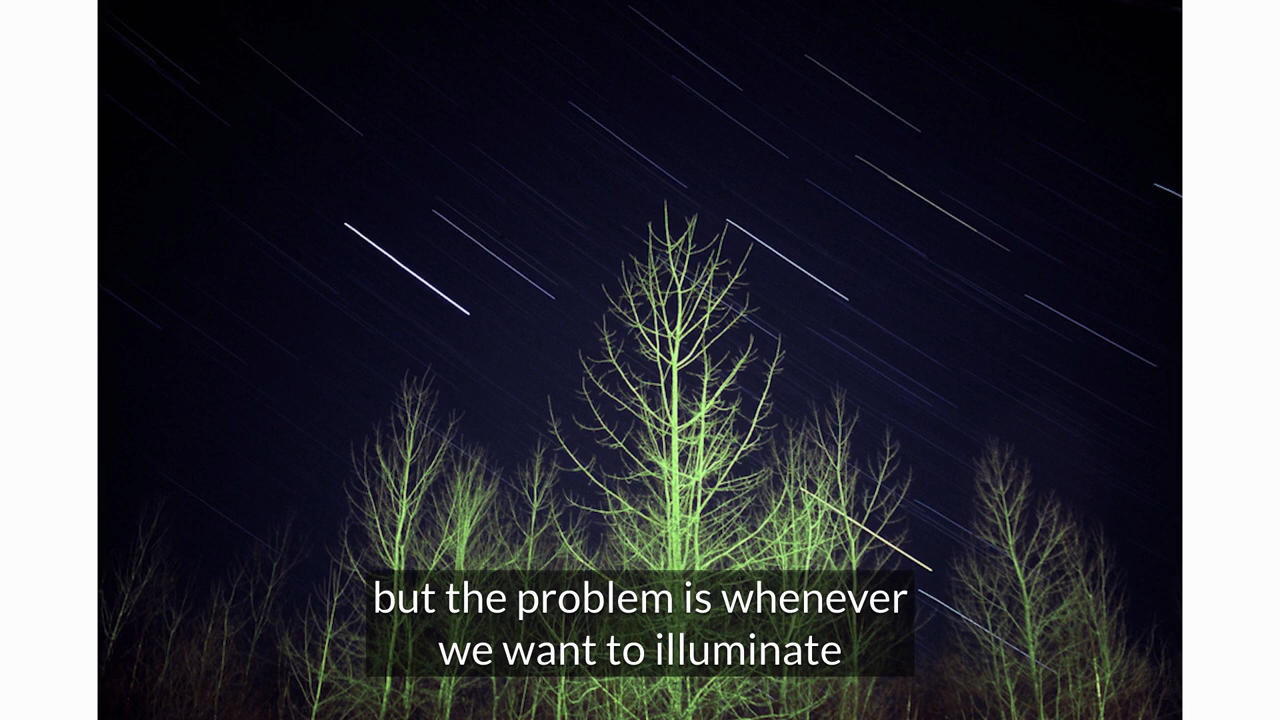 but the problem is whenever
we want to illuminate